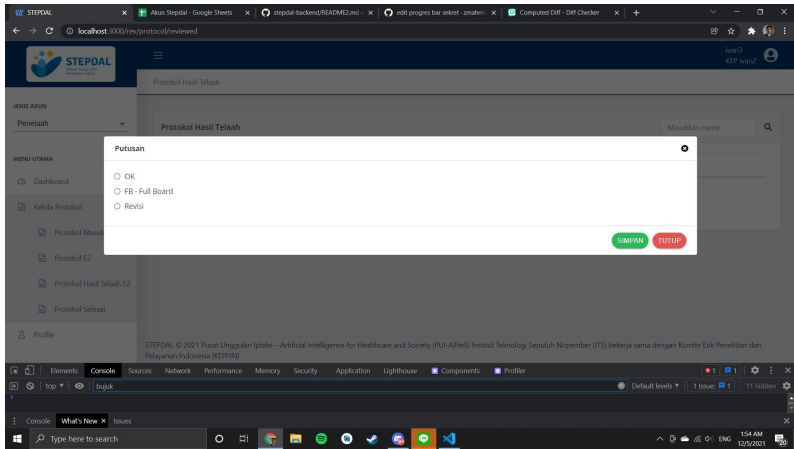 STEPDAL
Akun Stepdal - Google Sheets
stepdal-backend/README2.md
edit progres bar sekret · zmahmu
Computed Diff - Diff Checker
localhost:3000/rev/protocol/reviewed
STEPDAL
ivan3
KEP ivan2
Protokol Hasil Telaah
JENIS AKUN
Penelaah
Protokol Hasil Telaah
Masukkan nama
Putusan
MENU UTAMA
OK
Dashboard
FB - Full Board
Kelola Protokol
Revisi
Protokol Masuk
SIMPAN TUTUP
Protokol E2
Protokol Hasil Telaah E2
Protokol Selesai
Profile
STEPDAL © 2021 Pusat Unggulan Ipteks – Artificial Intelligence for Healthcare and Society (PUI-AIHeS) Institut Teknologi Sepuluh Nopember (ITS) bekerja sama dengan Komite Etik Penelitian dan
Pelayanan Indonesia (KEPPIN)
Elements Console Sources Network Performance Memory Security Application Lighthouse Components Profiler 1 1
top bujuk Default levels 1 Issue: 1 11 hidden
Console What's New Issues
Type here to search
ENG
1:54 AM
12/5/2021
20